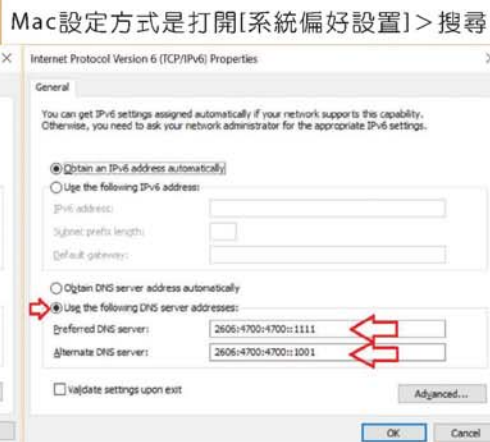 Mac設定方式是打開[系統偏好設置]＞搜尋
Internet Protocol Version 6 (TCP/IPv6) Properties
General
You can get IPv6 settings assigned automatically if your network supports this capability.
Otherwise, you need to ask your network administrator for the appropriate IPv6 settings.
Obtain an IPv6 address automatically
Use the following IPv6 address:
IPv6 address:
Subnet prefix length:
Default gateway:
Obtain DNS server address automatically
Use the following DNS server addresses:
Preferred DNS server: 2606:4700:4700::1111
Alternate DNS server: 2606:4700:4700::1001
Validate settings upon exit
Advanced...
OK Cancel